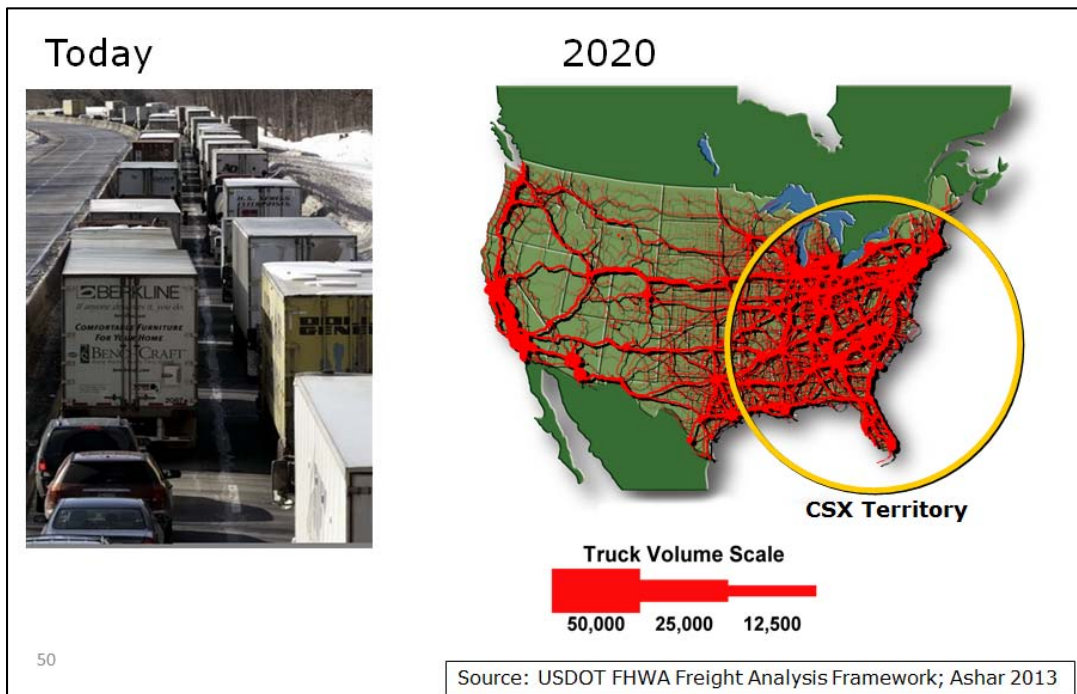 Today
2020
BERKLINE
COMFORTABLE FURNITURE
FOR YOUR HOME
BENCHCRAFT
CSX Territory
Truck Volume Scale
50,000 25,000 12,500
50
Source: USDOT FHWA Freight Analysis Framework; Ashar 2013